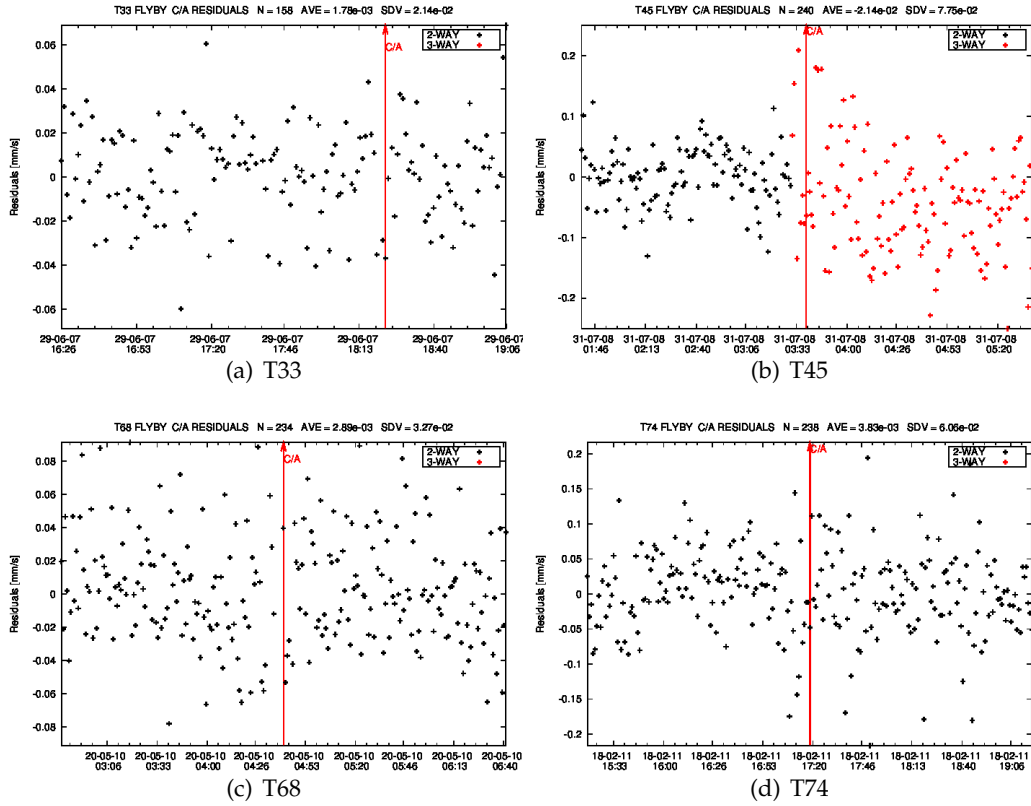 T33 FLYBY C/A RESIDUALS N = 158 AVE = 1.78e-03 SDV = 2.14e-02
0.06
0.04
0.02
0
-0.02
-0.04
-0.06
Residuals [mm/s]
C/A
2-WAY
3-WAY
29-06-07 29-06-07 29-06-07 29-06-07 29-06-07 29-06-07 29-06-07
16:26 16:53 17:20 17:46 18:13 18:40 19:06
(a) T33
T45 FLYBY C/A RESIDUALS N = 240 AVE = -2.14e-02 SDV = 7.75e-02
0.2
0.1
0
-0.1
-0.2
Residuals [mm/s]
C/A
2-WAY
3-WAY
31-07-08 31-07-08 31-07-08 31-07-08 31-07-08 31-07-08 31-07-08 31-07-08 31-07-08
01:46 02:13 02:40 03:06 03:33 04:00 04:26 04:53 05:20
(b) T45
T68 FLYBY C/A RESIDUALS N = 234 AVE = 2.89e-03 SDV = 3.27e-02
0.08
0.06
0.04
0.02
0
-0.02
-0.04
-0.06
-0.08
Residuals [mm/s]
C/A
2-WAY
3-WAY
20-05-10 20-05-10 20-05-10 20-05-10 20-05-10 20-05-10 20-05-10 20-05-10 20-05-10
03:06 03:33 04:00 04:26 04:53 05:20 05:46 06:13 06:40
(c) T68
T74 FLYBY C/A RESIDUALS N = 238 AVE = 3.83e-03 SDV = 6.06e-02
0.2
0.15
0.1
0.05
0
-0.05
-0.1
-0.15
-0.2
Residuals [mm/s]
C/A
2-WAY
3-WAY
18-02-11 18-02-11 18-02-11 18-02-11 18-02-11 18-02-11 18-02-11 18-02-11 18-02-11
15:33 16:00 16:26 16:53 17:20 17:46 18:13 18:40 19:06
(d) T74